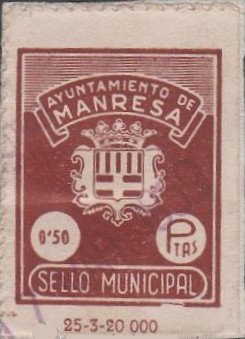 AYUNTAMIENTO DE
MANRESA
0'50
PTAS
SELLO MUNICIPAL
25-3-20 000